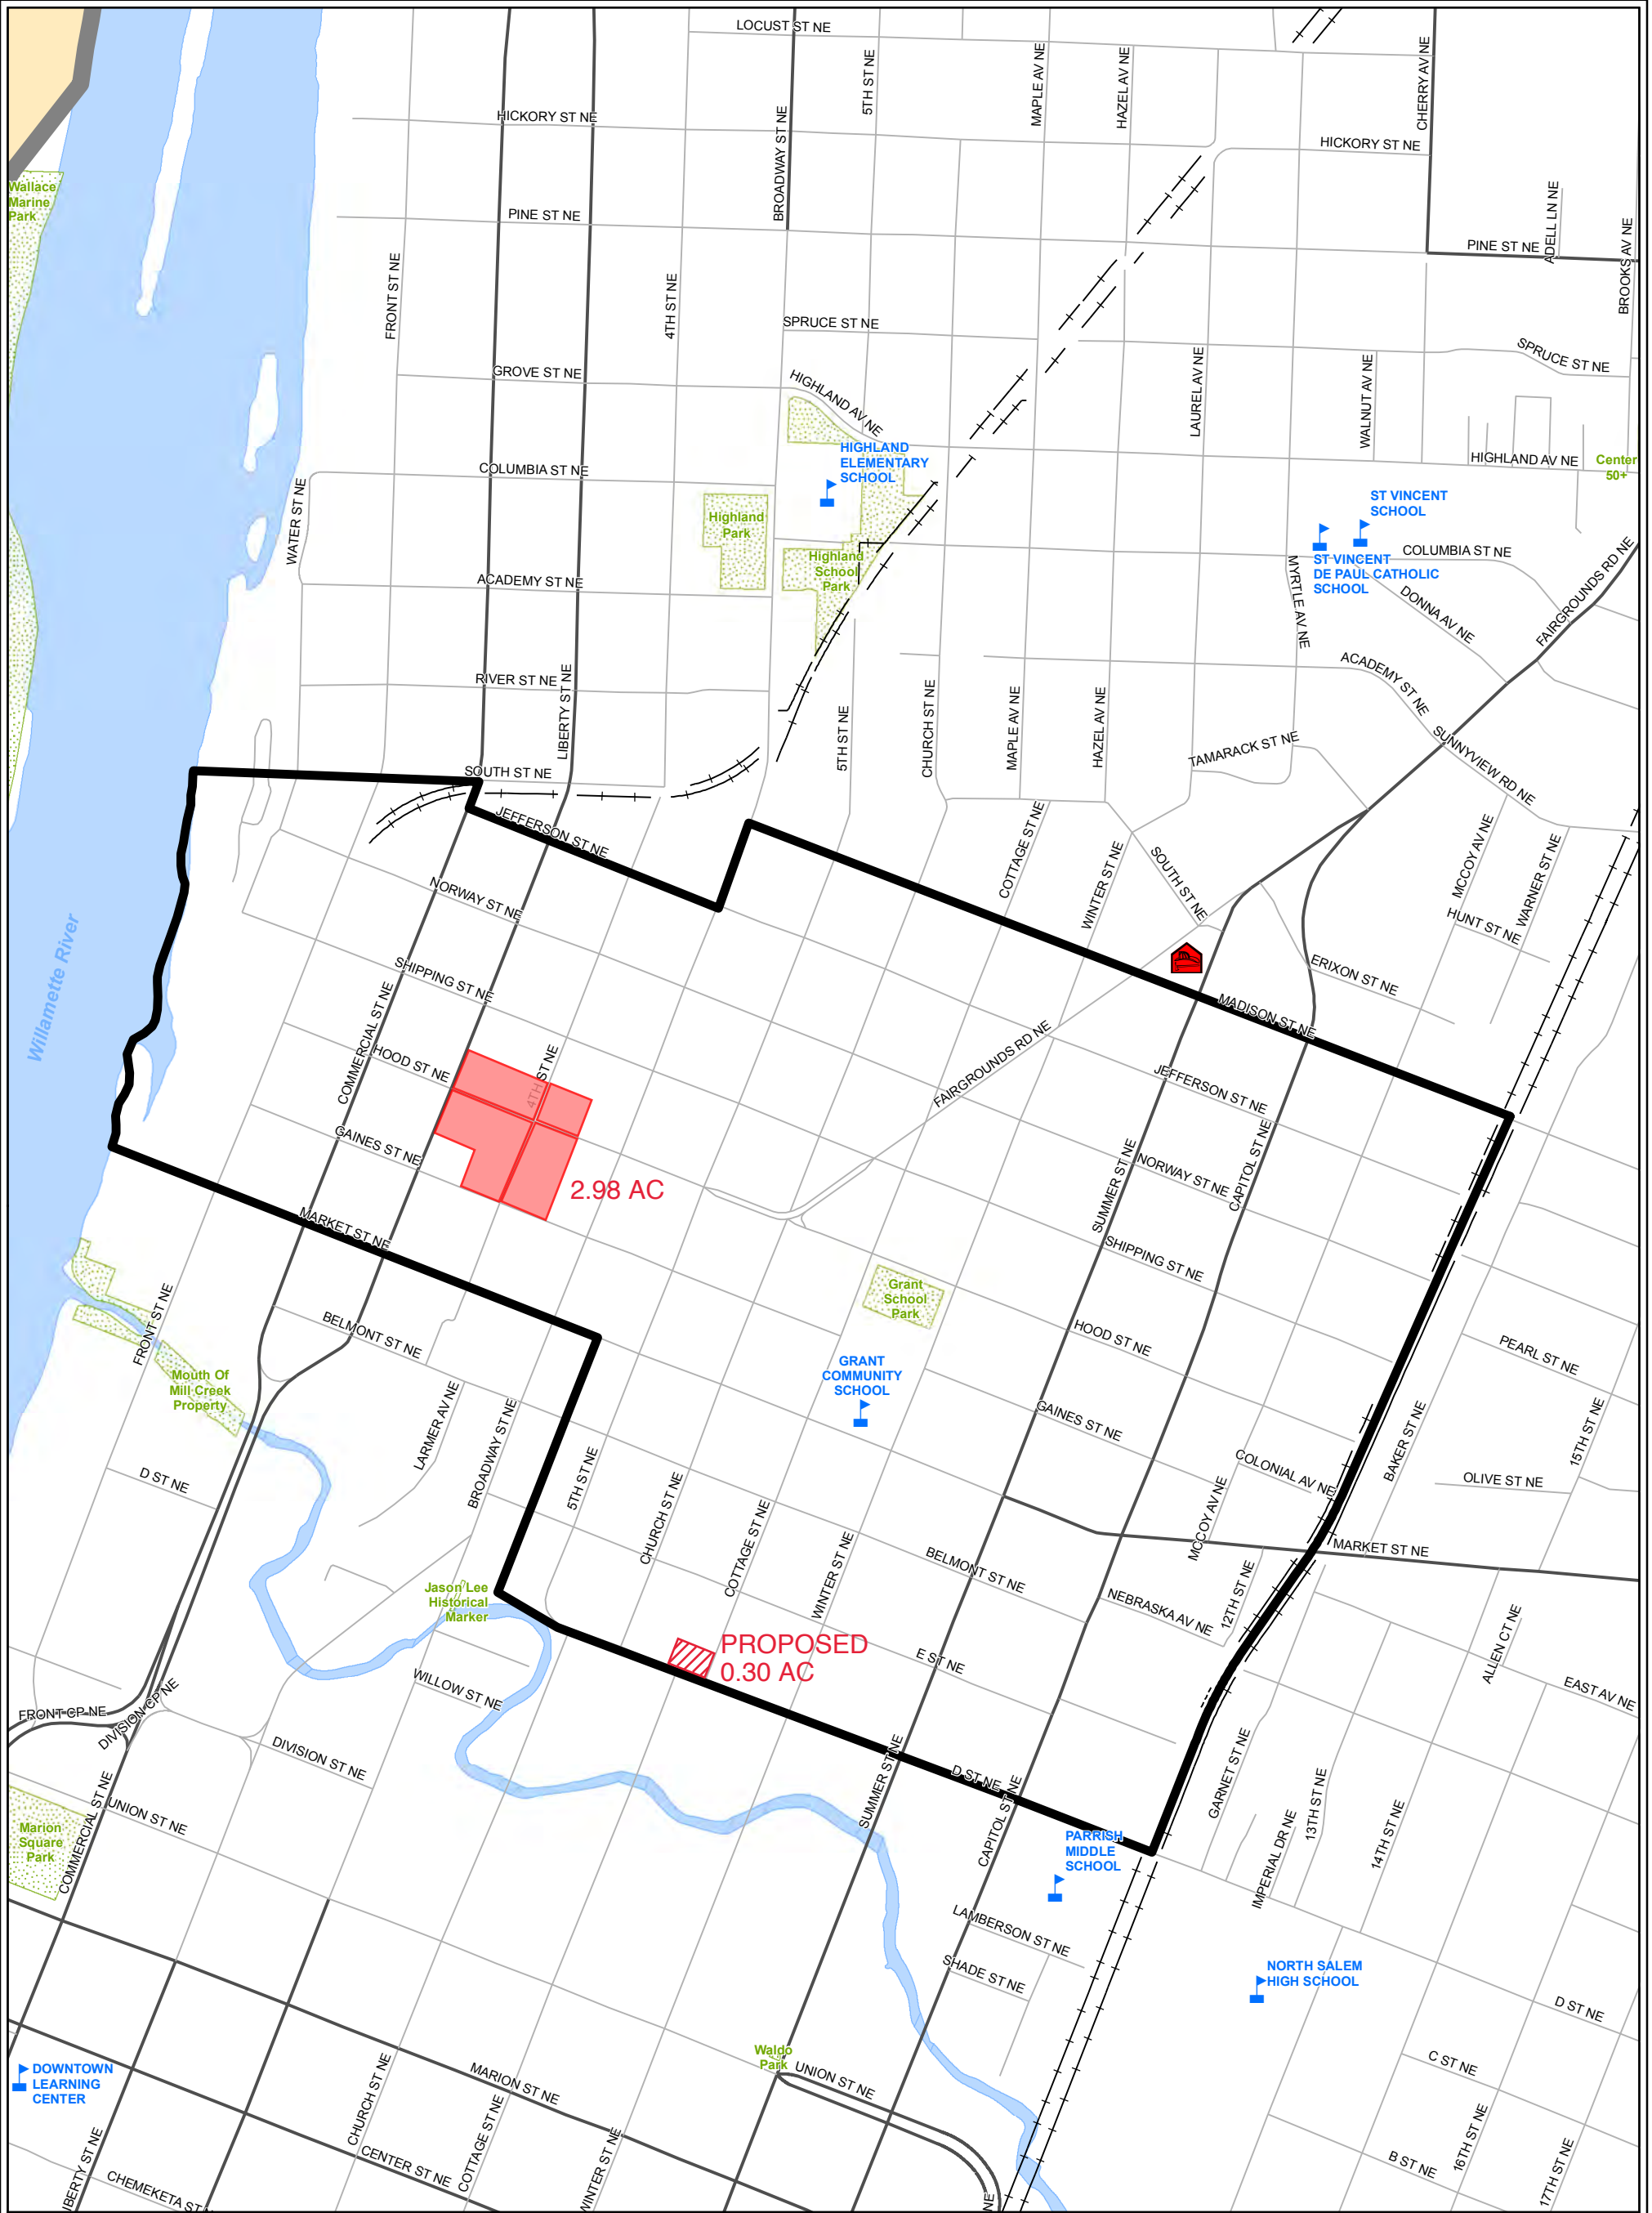 LOCUST ST NE
5TH ST NE
MAPLE AV NE
HAZEL AV NE
CHERRY AV NE
HICKORY ST NE
BROADWAY ST NE
HICKORY ST NE
Wallace
Marine
Park
PINE ST NE
ADELL LN NE
PINE ST NE
BROOKS AV NE
FRONT ST NE
4TH ST NE
SPRUCE ST NE
SPRUCE ST NE
GROVE ST NE
HIGHLAND AV NE
LAUREL AV NE
WALNUT AV NE
HIGHLAND
ELEMENTARY
SCHOOL
HIGHLAND AV NE
Center
50+
COLUMBIA ST NE
WATER ST NE
Highland
Park
ST VINCENT
SCHOOL
Highland
School
Park
COLUMBIA ST NE
ST VINCENT
DE PAUL CATHOLIC
SCHOOL
ACADEMY ST NE
MYRTLE AV NE
DONNA AV NE
FAIRGROUNDS RD NE
RIVER ST NE
LIBERTY ST NE
ACADEMY ST NE
5TH ST NE
CHURCH ST NE
MAPLE AV NE
HAZEL AV NE
TAMARACK ST NE
SUNNYVIEW RD NE
SOUTH ST NE
JEFFERSON ST NE
COTTAGE ST NE
WINTER ST NE
SOUTH ST NE
MCCOY AV NE
WARNER ST NE
NORWAY ST NE
HUNT ST NE
Willamette River
SHIPPING ST NE
ERIXON ST NE
MADISON ST NE
COMMERCIAL ST NE
HOOD ST NE
4TH ST NE
FAIRGROUNDS RD NE
JEFFERSON ST NE
GAINES ST NE
2.98 AC
SUMMER ST NE
NORWAY ST NE
CAPITOL ST NE
MARKET ST NE
SHIPPING ST NE
FRONT ST NE
BELMONT ST NE
Grant
School
Park
HOOD ST NE
PEARL ST NE
GRANT
COMMUNITY
SCHOOL
Mouth Of
Mill Creek
Property
LARMER AV NE
BROADWAY ST NE
GAINES ST NE
BAKER ST NE
15TH ST NE
D ST NE
5TH ST NE
CHURCH ST NE
COTTAGE ST NE
WINTER ST NE
COLONIAL AV NE
MCCOY AV NE
OLIVE ST NE
MARKET ST NE
BELMONT ST NE
NEBRASKA AV NE
12TH ST NE
Jason Lee
Historical
Marker
ALLEN CT NE
PROPOSED
0.30 AC
E ST NE
WILLOW ST NE
EAST AV NE
FRONT CP NE
DIVISION CP NE
DIVISION ST NE
SUMMER ST NE
D ST NE
CAPITOL ST NE
GARNET ST NE
IMPERIAL DR NE
13TH ST NE
14TH ST NE
COMMERCIAL ST NE
UNION ST NE
Marion
Square
Park
PARRISH
MIDDLE
SCHOOL
LAMBERSON ST NE
SHADE ST NE
NORTH SALEM
HIGH SCHOOL
D ST NE
Waldo
Park
UNION ST NE
C ST NE
DOWNTOWN
LEARNING
CENTER
MARION ST NE
CHURCH ST NE
COTTAGE ST NE
CENTER ST NE
B ST NE
16TH ST NE
17TH ST NE
IBERTY ST NE
CHEMEKETA ST
WINTER ST NE
NE